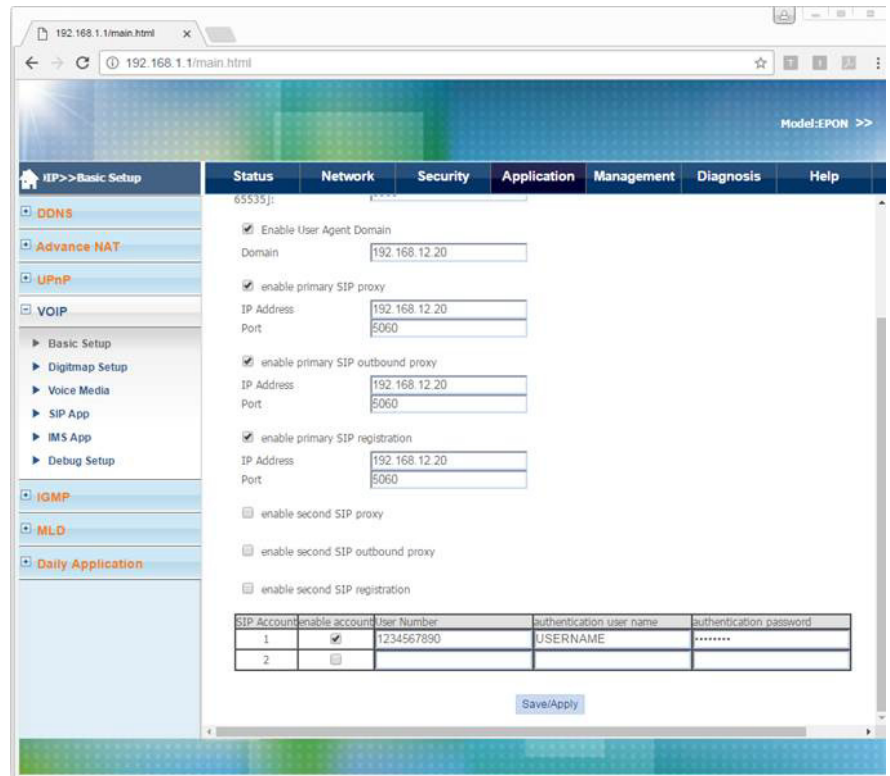 192.168.1.1/main.html
192.168.1.1/main.html
Model:EPON >>
IP>>Basic Setup
Status Network Security Application Management Diagnosis Help
DDNS
Advance NAT
UPnP
VOIP
Basic Setup
Digitmap Setup
Voice Media
SIP App
IMS App
Debug Setup
IGMP
MLD
Daily Application
65535]:
Enable User Agent Domain
Domain 192.168.12.20
enable primary SIP proxy
IP Address 192.168.12.20
Port 5060
enable primary SIP outbound proxy
IP Address 192.168.12.20
Port 5060
enable primary SIP registration
IP Address 192.168.12.20
Port 5060
enable second SIP proxy
enable second SIP outbound proxy
enable second SIP registration
SIP Account enable account User Number authentication user name authentication password
1 1234567890 USERNAME ••••••••
2
Save/Apply